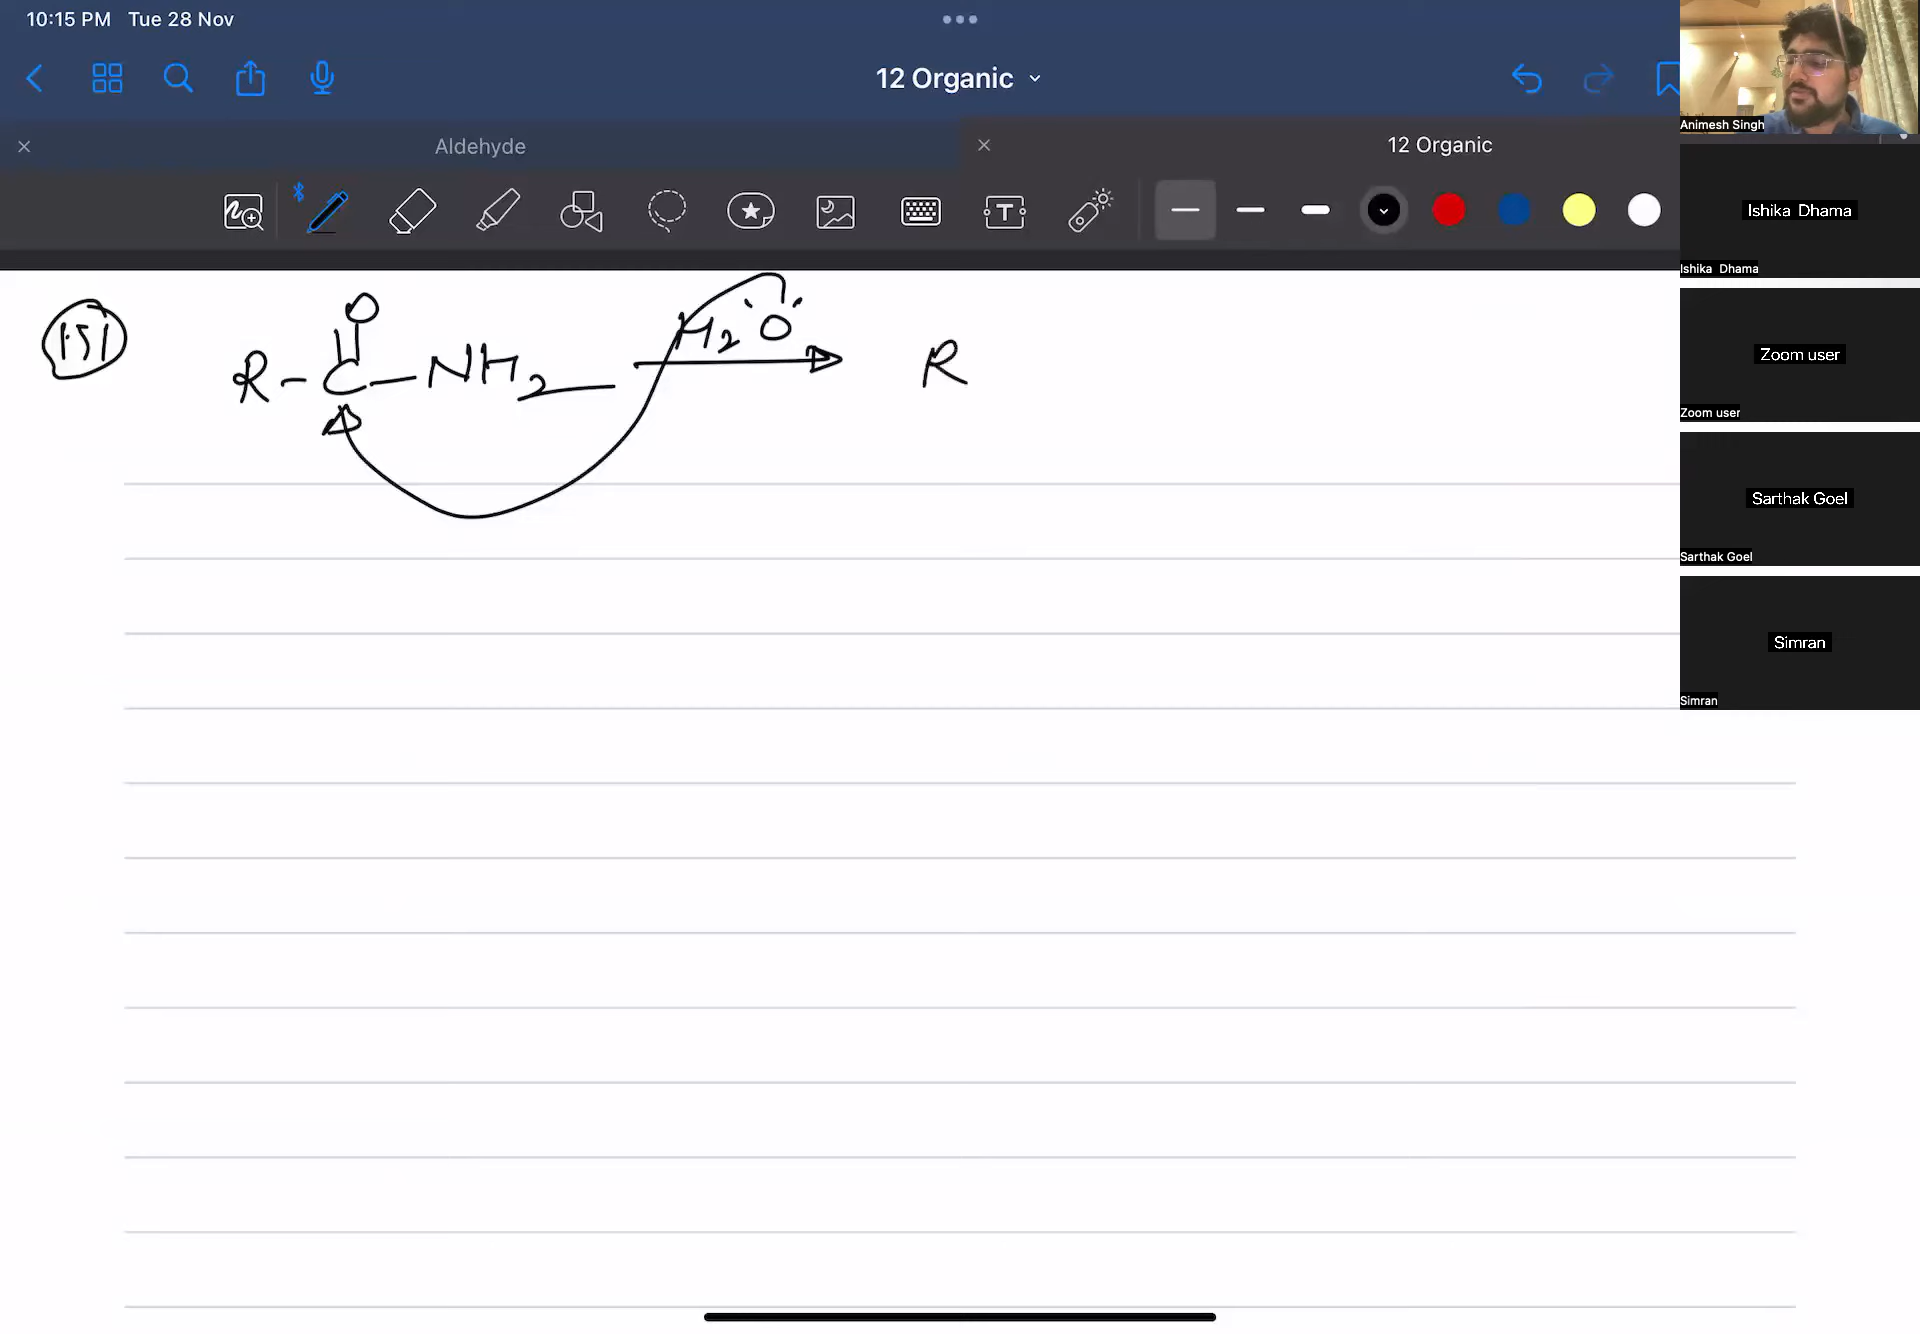 10:15 PM Tue 28 Nov
12 Organic
Animesh Singh
Aldehyde
12 Organic
T
Ishika Dhama
Ishika Dhama
Zoom user
Zoom user
Sarthak Goel
Sarthak Goel
Simran
Simran
151
O
R-C-NH2 H2O R